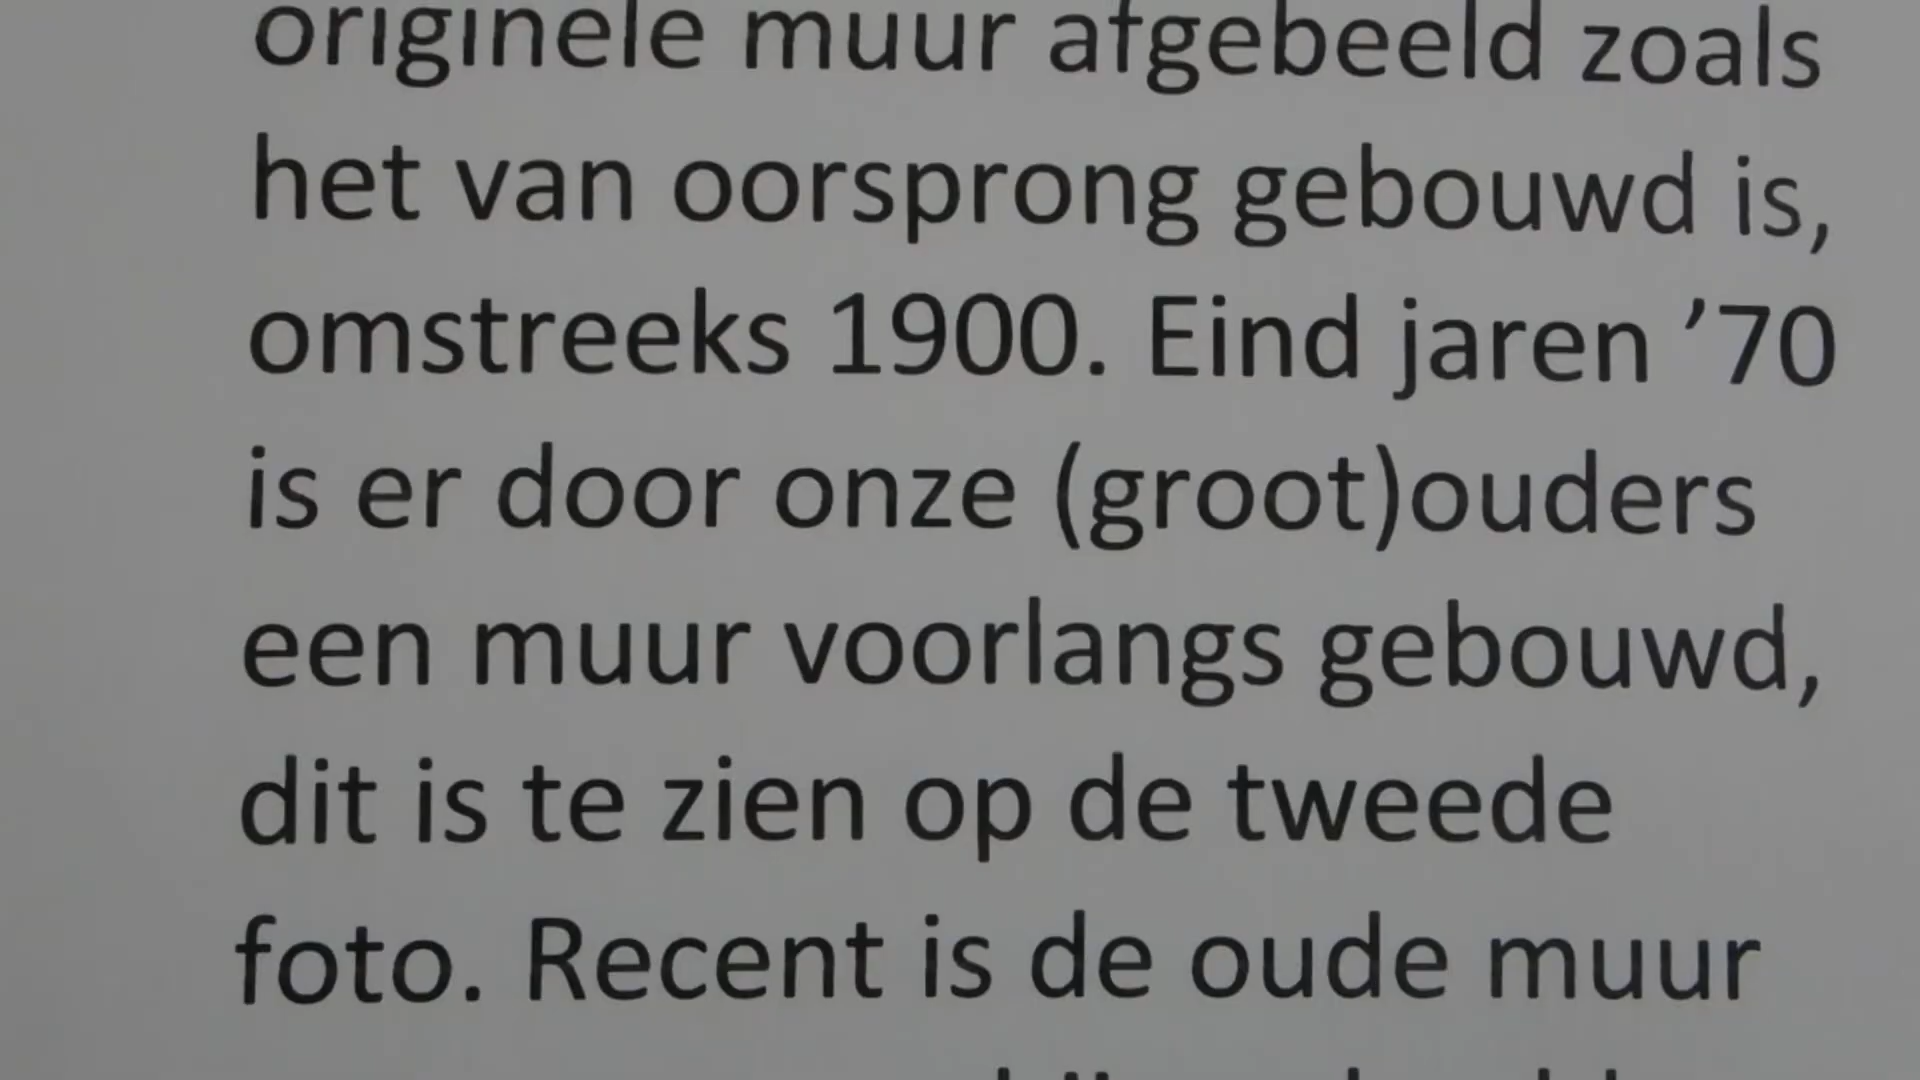 originele muur afgebeeld zoals
het van oorsprong gebouwd is,
omstreeks 1900. Eind jaren ’70
is er door onze (groot)ouders
een muur voorlangs gebouwd,
dit is te zien op de tweede
foto. Recent is de oude muur